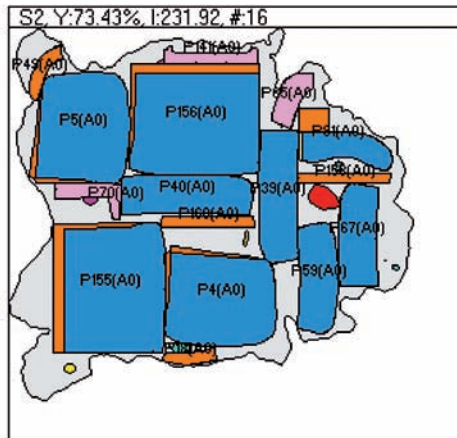 S2, Y:73.43%, I:231.92, #:16
P141(A0)
P49(A0)
P5(A0)
P156(A0)
P65(A0)
P81(A0)
P158(A0)
P70(A0)
P40(A0)
P39(A0)
P160(A0)
P67(A0)
P155(A0)
P4(A0)
P59(A0)